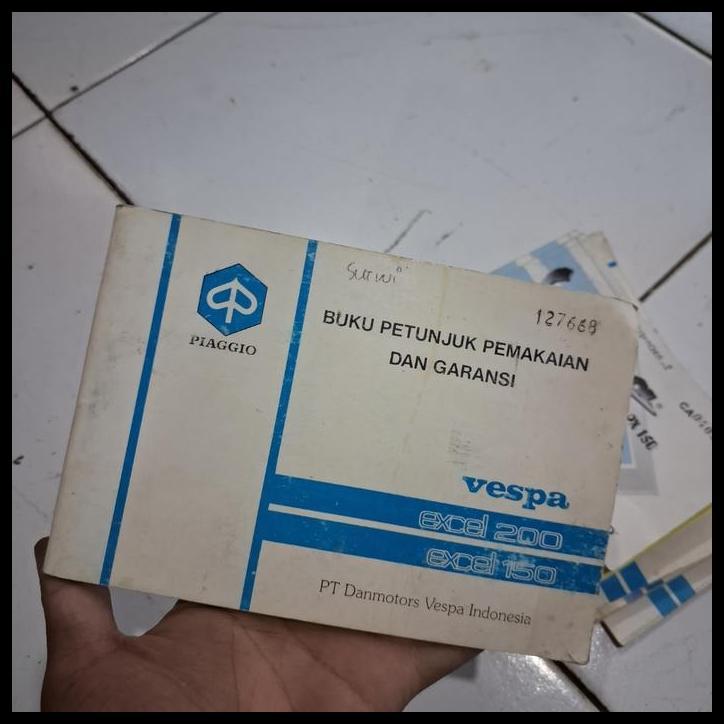 Surwi
127668
BUKU PETUNJUK PEMAKAIAN
DAN GARANSI
PIAGGIO
vespa
excel 200
excel 150
PT Danmotors Vespa Indonesia